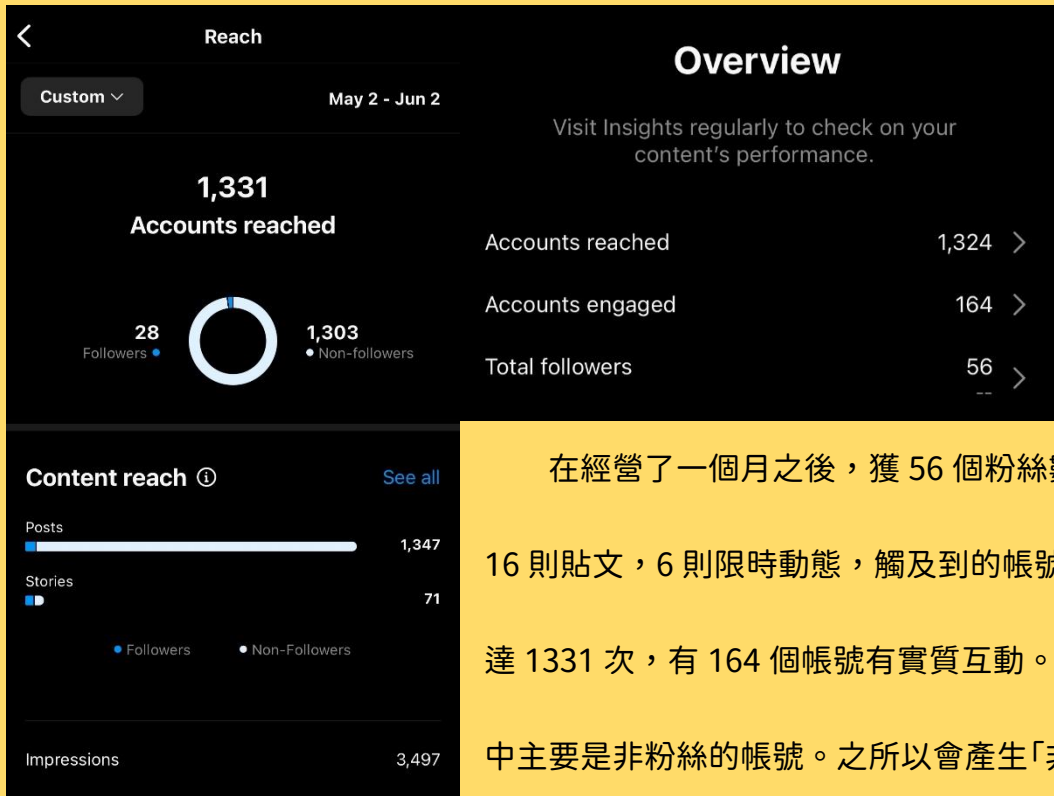 Reach
Custom
May 2 - Jun 2
1,331
Accounts reached
28
Followers
1,303
Non-followers
Content reach
See all
Posts
1,347
Stories
71
Followers
Non-Followers
Impressions
3,497
Overview
Visit Insights regularly to check on your
content's performance.
Accounts reached 1,324
Accounts engaged 164
Total followers 56
--
在經營了一個月之後，獲 56 個粉絲
16 則貼文，6 則限時動態，觸及到的帳號
達 1331 次，有 164 個帳號有實質互動。
中主要是非粉絲的帳號。之所以會產生「